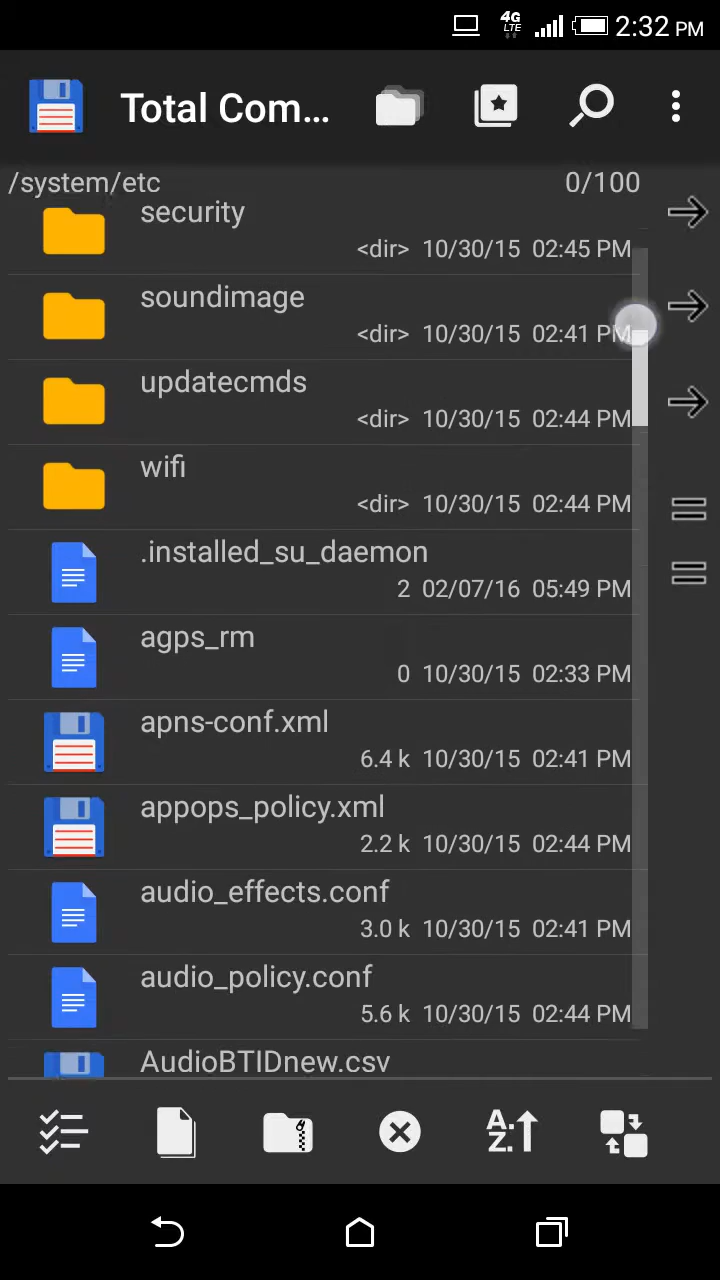 4G LTE 2:32 PM
Total Com...
/system/etc 0/100
security
<dir> 10/30/15 02:45 PM
soundimage
<dir> 10/30/15 02:41 PM
updatecmds
<dir> 10/30/15 02:44 PM
wifi
<dir> 10/30/15 02:44 PM
.installed_su_daemon
2 02/07/16 05:49 PM
agps_rm
0 10/30/15 02:33 PM
apns-conf.xml
6.4 k 10/30/15 02:41 PM
appops_policy.xml
2.2 k 10/30/15 02:44 PM
audio_effects.conf
3.0 k 10/30/15 02:41 PM
audio_policy.conf
5.6 k 10/30/15 02:44 PM
AudioBTIDnew.csv
A.. Z.